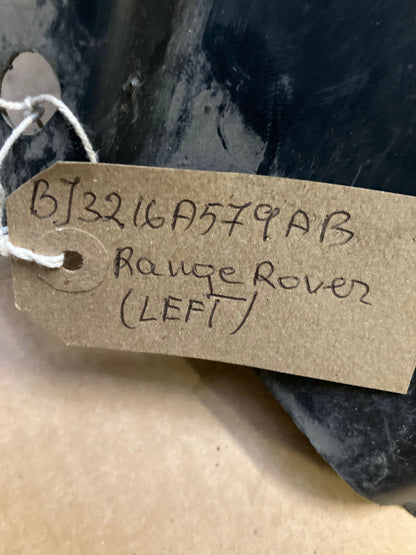 BJ3216A579AB
Range Rover
(LEFT)